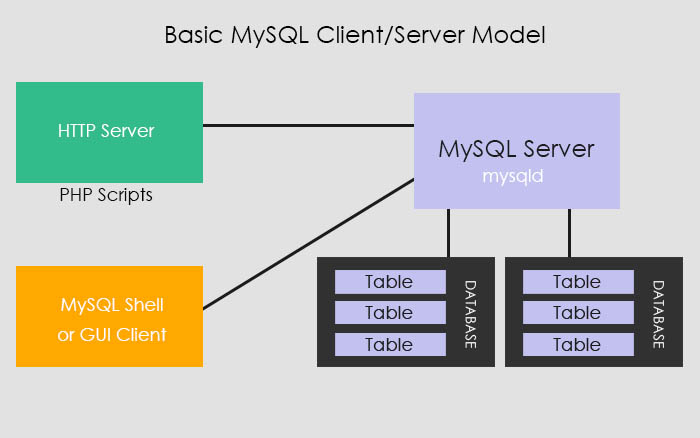 Basic MySQL Client/Server Model
HTTP Server
PHP Scripts
MySQL Shell
or GUI Client
MySQL Server
mysqld
Table
Table
Table
DATABASE
Table
Table
Table
DATABASE